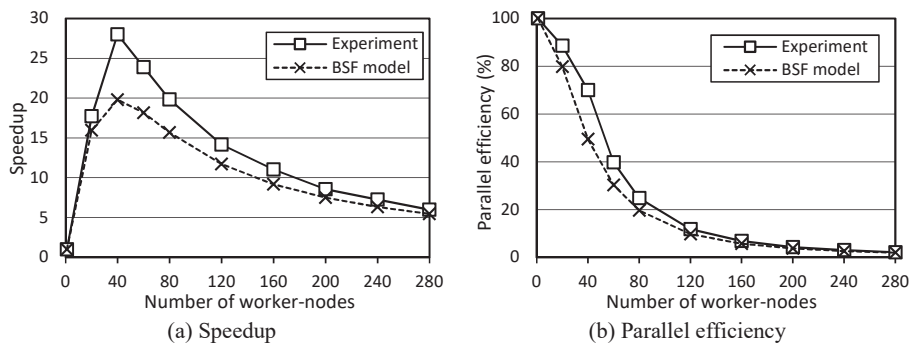 30
25
20
15
10
5
0
Speedup
Experiment
BSF model
0 40 80 120 160 200 240 280
Number of worker-nodes
(a) Speedup
100
80
60
40
20
0
Parallel efficiency (%)
Experiment
BSF model
0 40 80 120 160 200 240 280
Number of worker-nodes
(b) Parallel efficiency